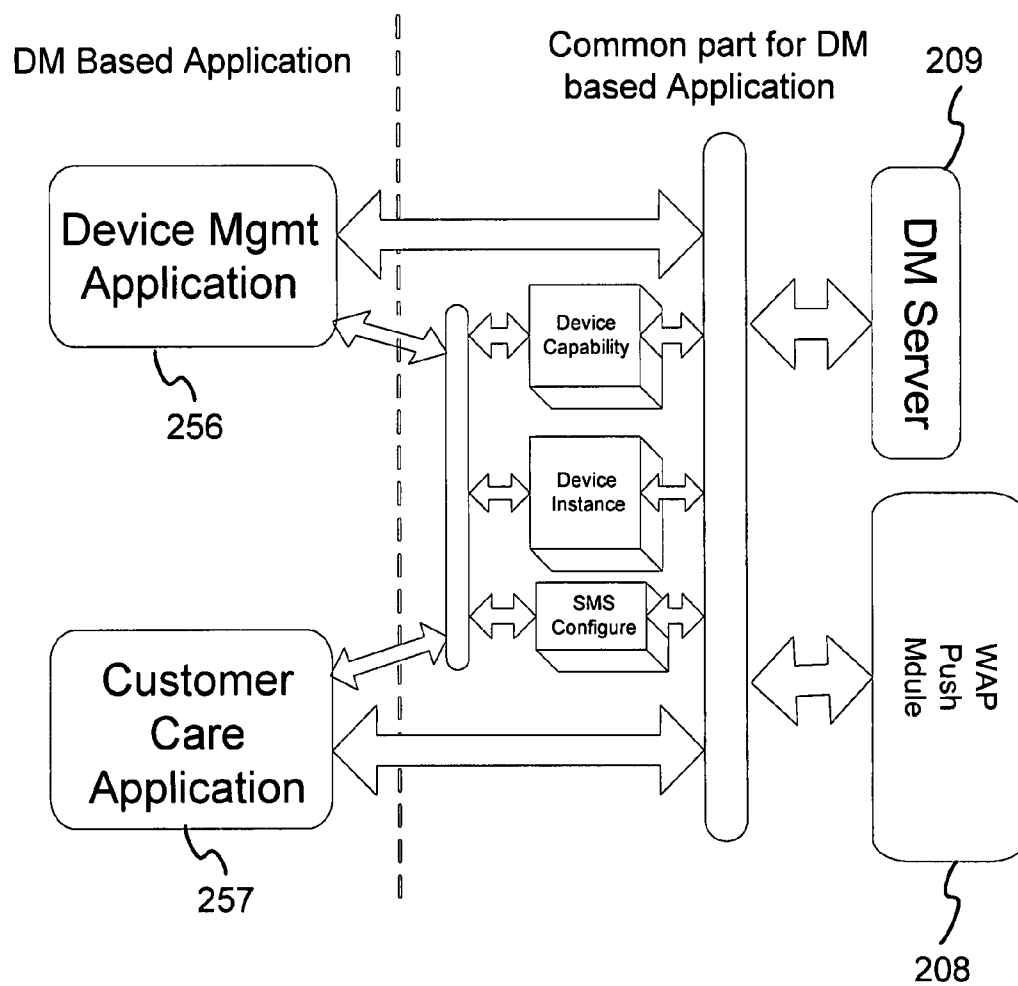 DM Based Application
Common part for DM
based Application
209
Device Mgmt
Application
DM Server
Device
Capability
256
Device
Instance
SMS
Configure
WAP
Push
Mdule
Customer
Care
Application
257
208